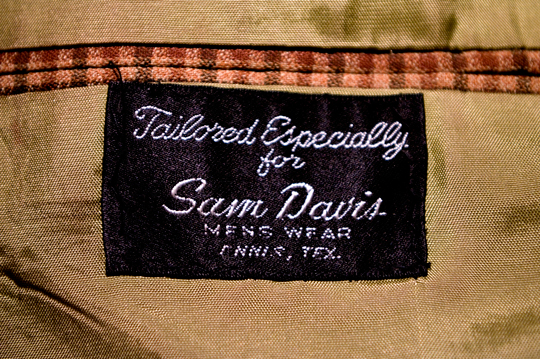 Tailored Especially
for
Sam Davis
MENS WEAR
ENNIS, TEX.